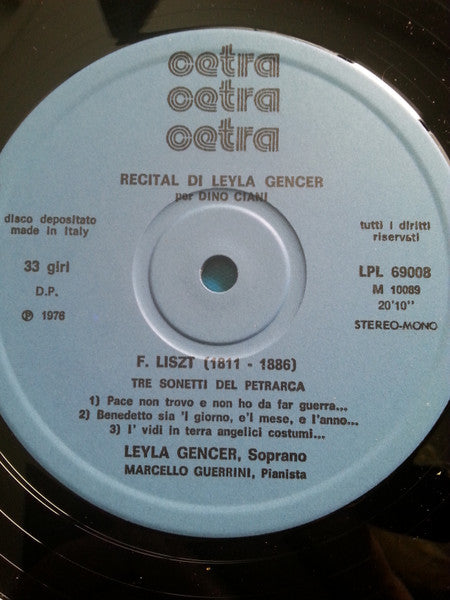 cetra
cetra
cetra
RECITAL DI LEYLA GENCER
per DINO CIANI
disco depositato
made in Italy
tutti i diritti
riservati
33 giri
D.P.
℗ 1976
LPL 69008
M 10089
20'10"
STEREO-MONO
F. LISZT (1811 - 1886)
TRE SONETTI DEL PETRARCA
1) Pace non trovo e non ho da far guerra...
2) Benedetto sia 'l giorno, e'l mese, e l'anno...
3) I' vidi in terra angelici costumi...
LEYLA GENCER, Soprano
MARCELLO GUERRINI, Pianista